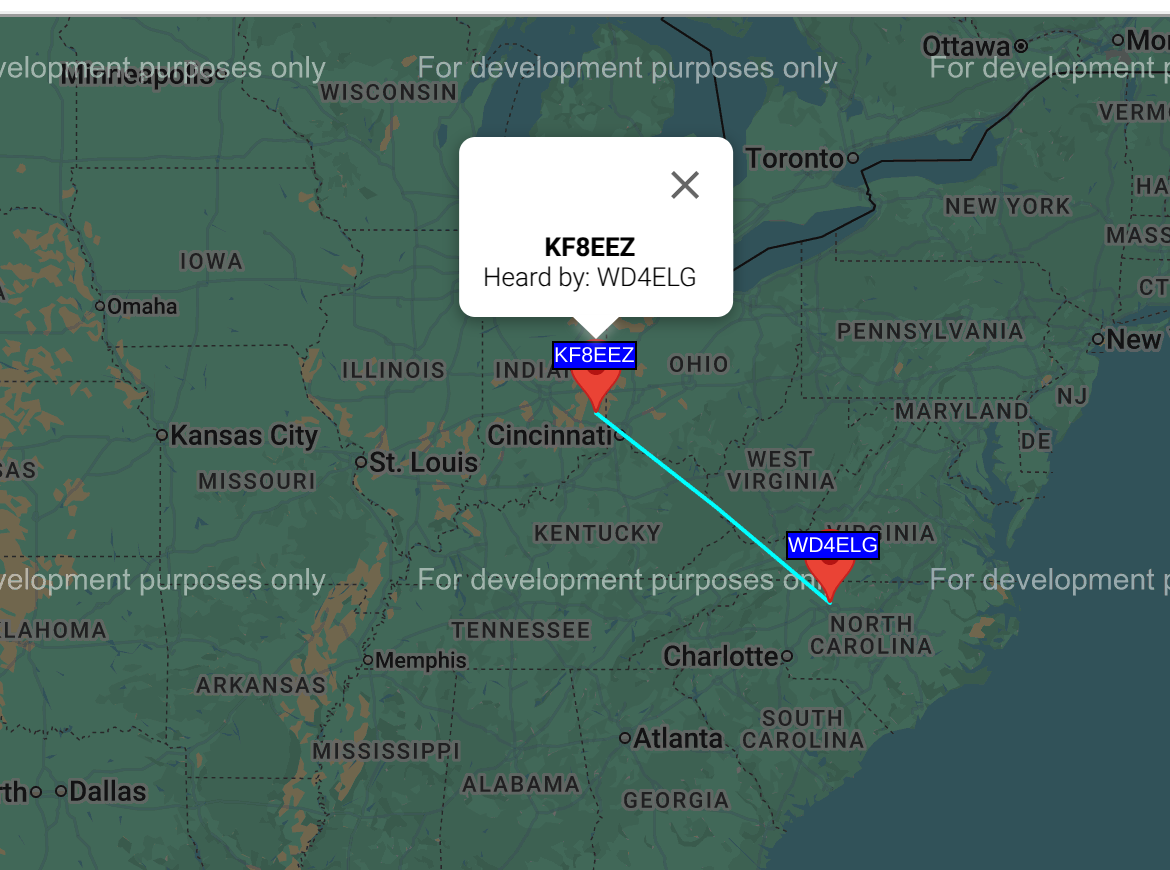 Ottawa
Mo
velopment purposes only
For development purposes only
For development p
Minneapolis
WISCONSIN
VERM
Toronto
HA
NEW YORK
MASS
KF8EEZ
IOWA
Heard by: WD4ELG
CT
A
Omaha
PENNSYLVANIA
New
KF8EEZ
ILLINOIS
INDIA
OHIO
NJ
MARYLAND
Kansas City
Cincinnati
DE
St. Louis
WEST
VIRGINIA
SAS
MISSOURI
KENTUCKY
VIRGINIA
WD4ELG
velopment purposes only
For development purposes only
For development p
KLAHOMA
TENNESSEE
NORTH
CAROLINA
Memphis
Charlotte
ARKANSAS
SOUTH
CAROLINA
MISSISSIPPI
Atlanta
ALABAMA
GEORGIA
rth
Dallas